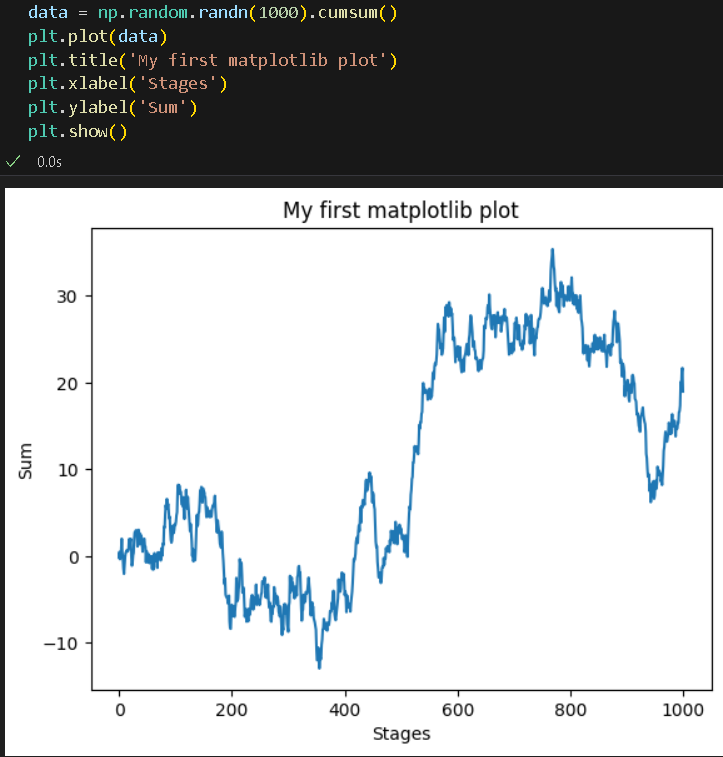 data = np.random.randn(1000).cumsum()
plt.plot(data)
plt.title('My first matplotlib plot')
plt.xlabel('Stages')
plt.ylabel('Sum')
plt.show()
0.0s
My first matplotlib plot
30
20
10
0
−10
Sum
0 200 400 600 800 1000
Stages